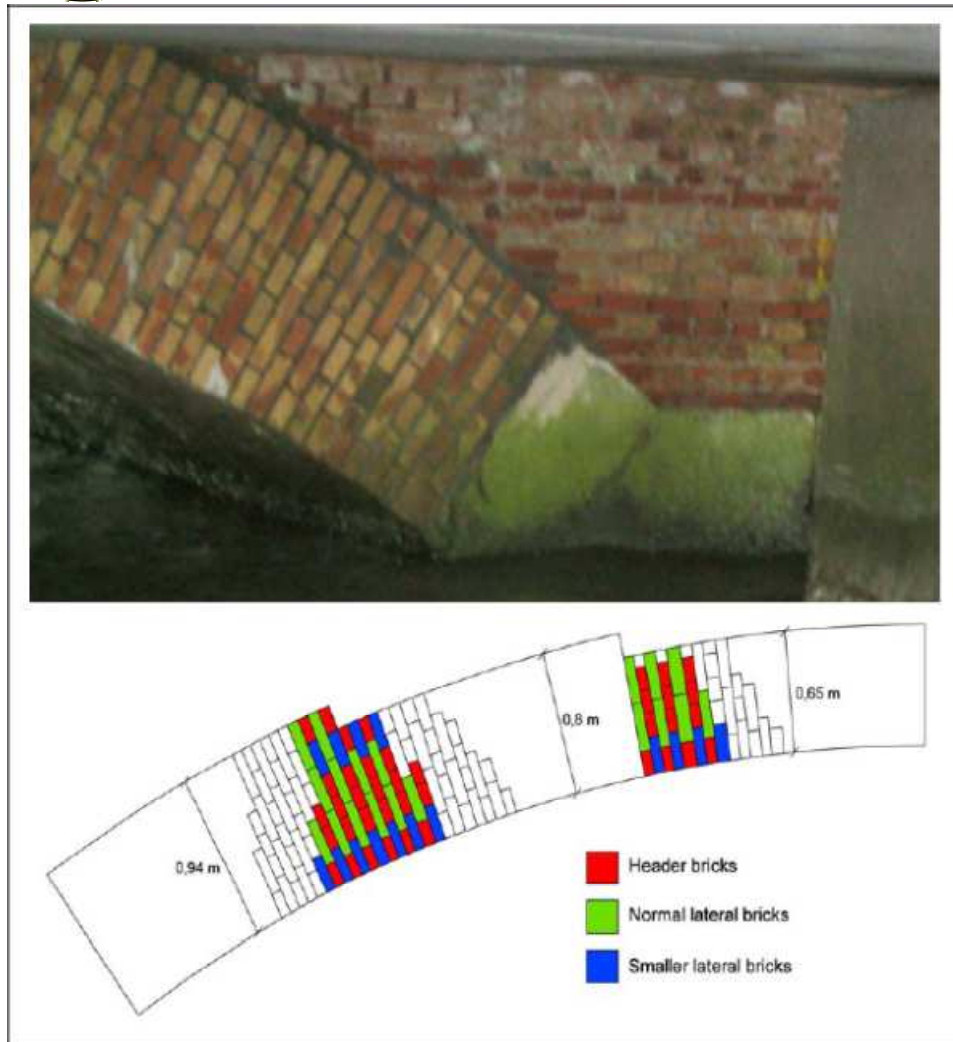 0,65 m
0,8 m
0,94 m
Header bricks
Normal lateral bricks
Smaller lateral bricks